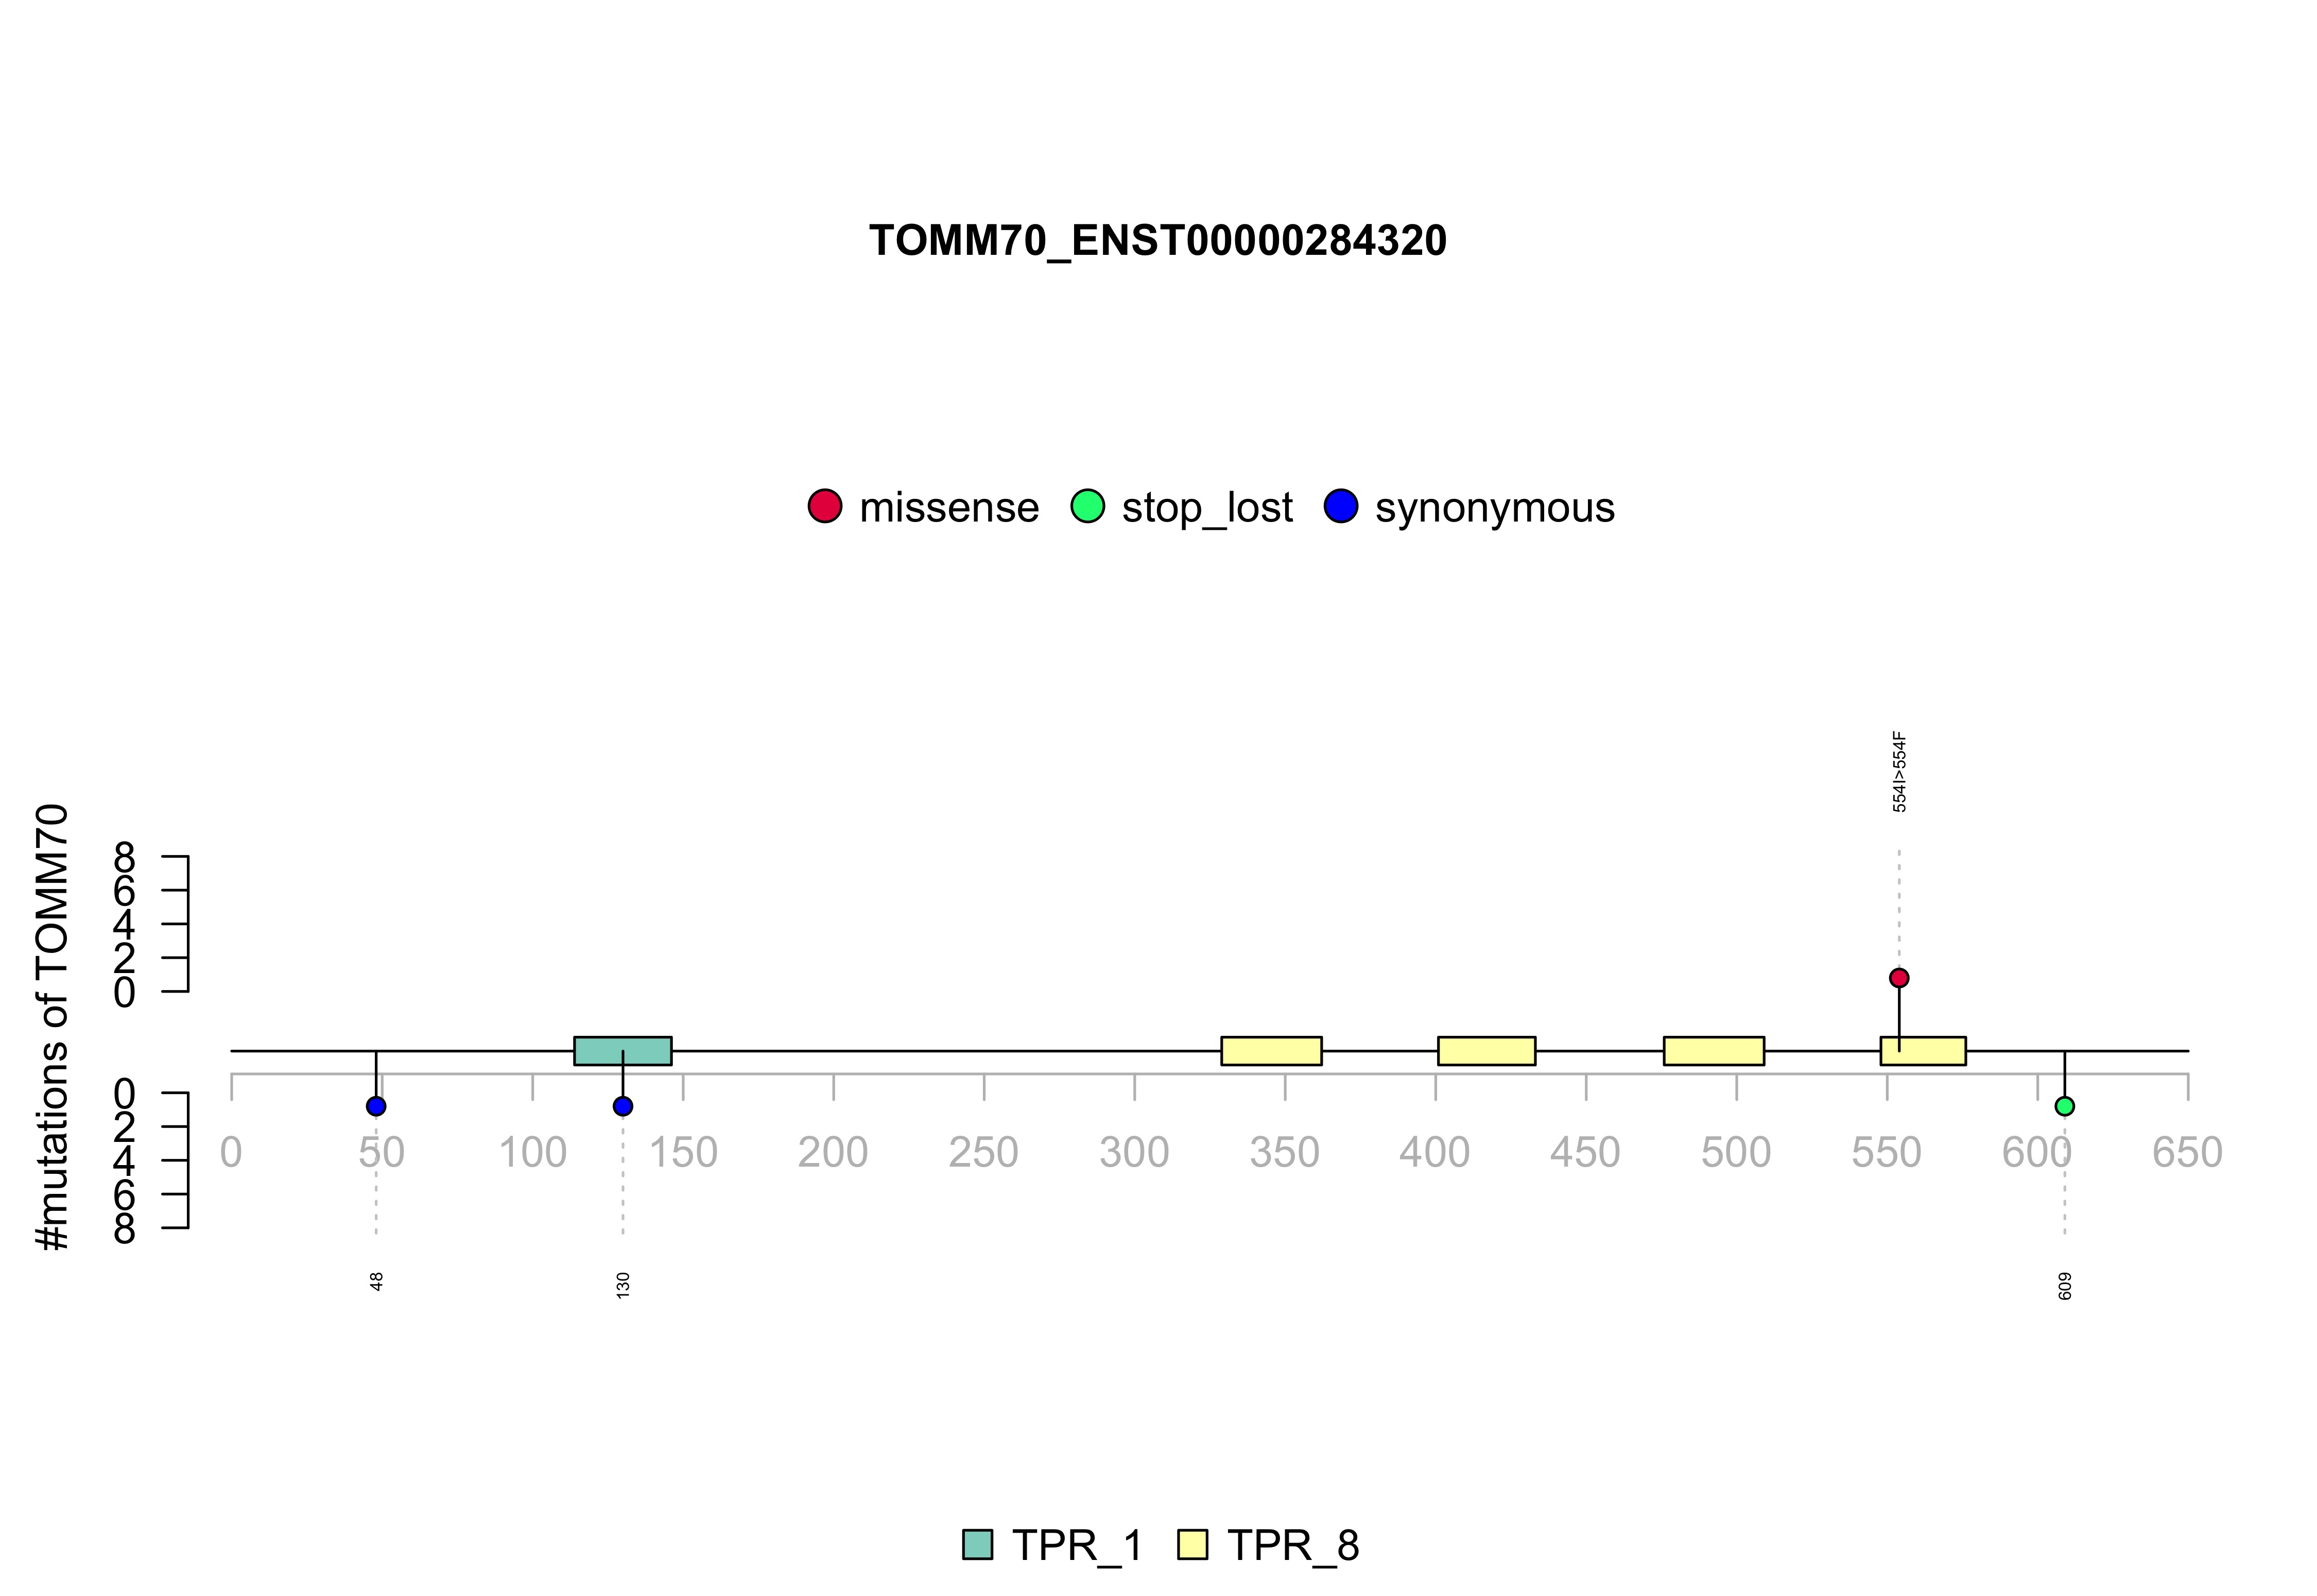 TOMM70_ENST00000284320
missense stop_lost synonymous
554I>554F
#mutations of TOMM70
8
6
4
2
0
0
2
4
6
8
0 50 100 150 200 250 300 350 400 450 500 550 600 650
48 130 609
TPR_1 TPR_8